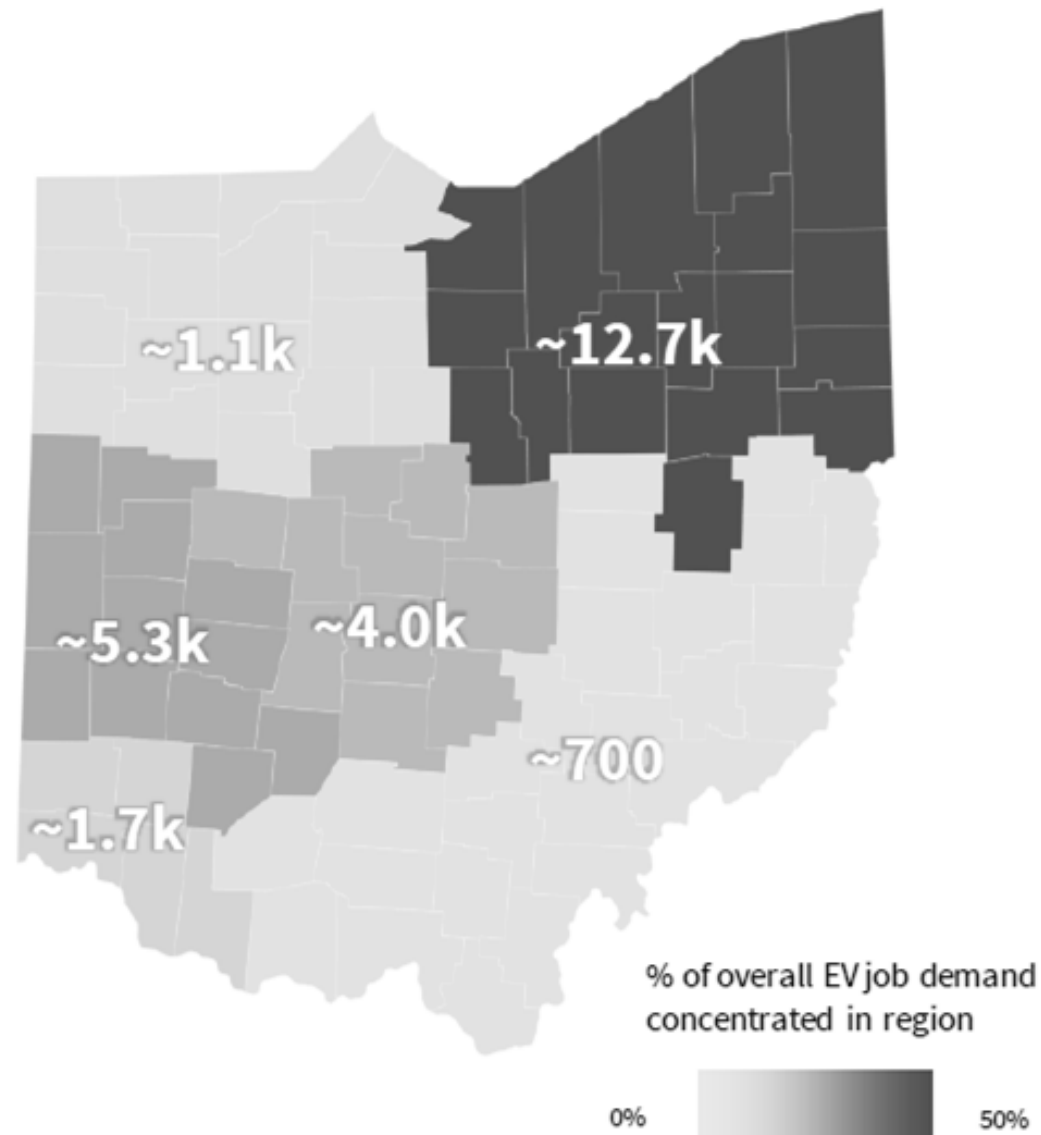 ~1.1k
~12.7k
~5.3k
~4.0k
~700
~1.7k
% of overall EV job demand
concentrated in region
0%
50%